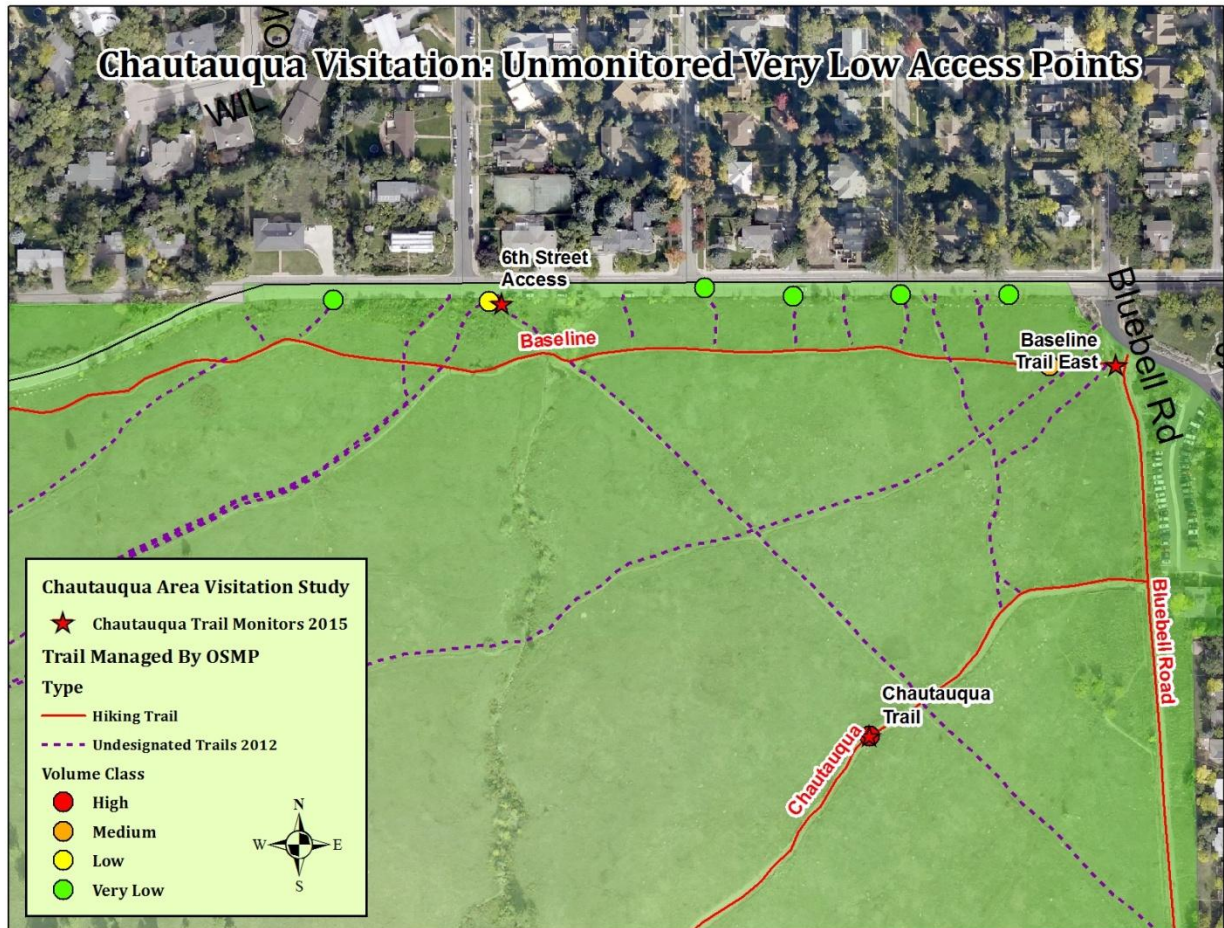 Chautauqua Visitation: Unmonitored Very Low Access Points
WIL
6th Street
Access
Baseline
Baseline
Trail East
Bluebell Rd
Bluebell Road
Chautauqua
Trail
Chautauqua
Chautauqua Area Visitation Study
Chautauqua Trail Monitors 2015
Trail Managed By OSMP
Type
Hiking Trail
Undesignated Trails 2012
Volume Class
High
Medium
Low
Very Low
N
W
E
S